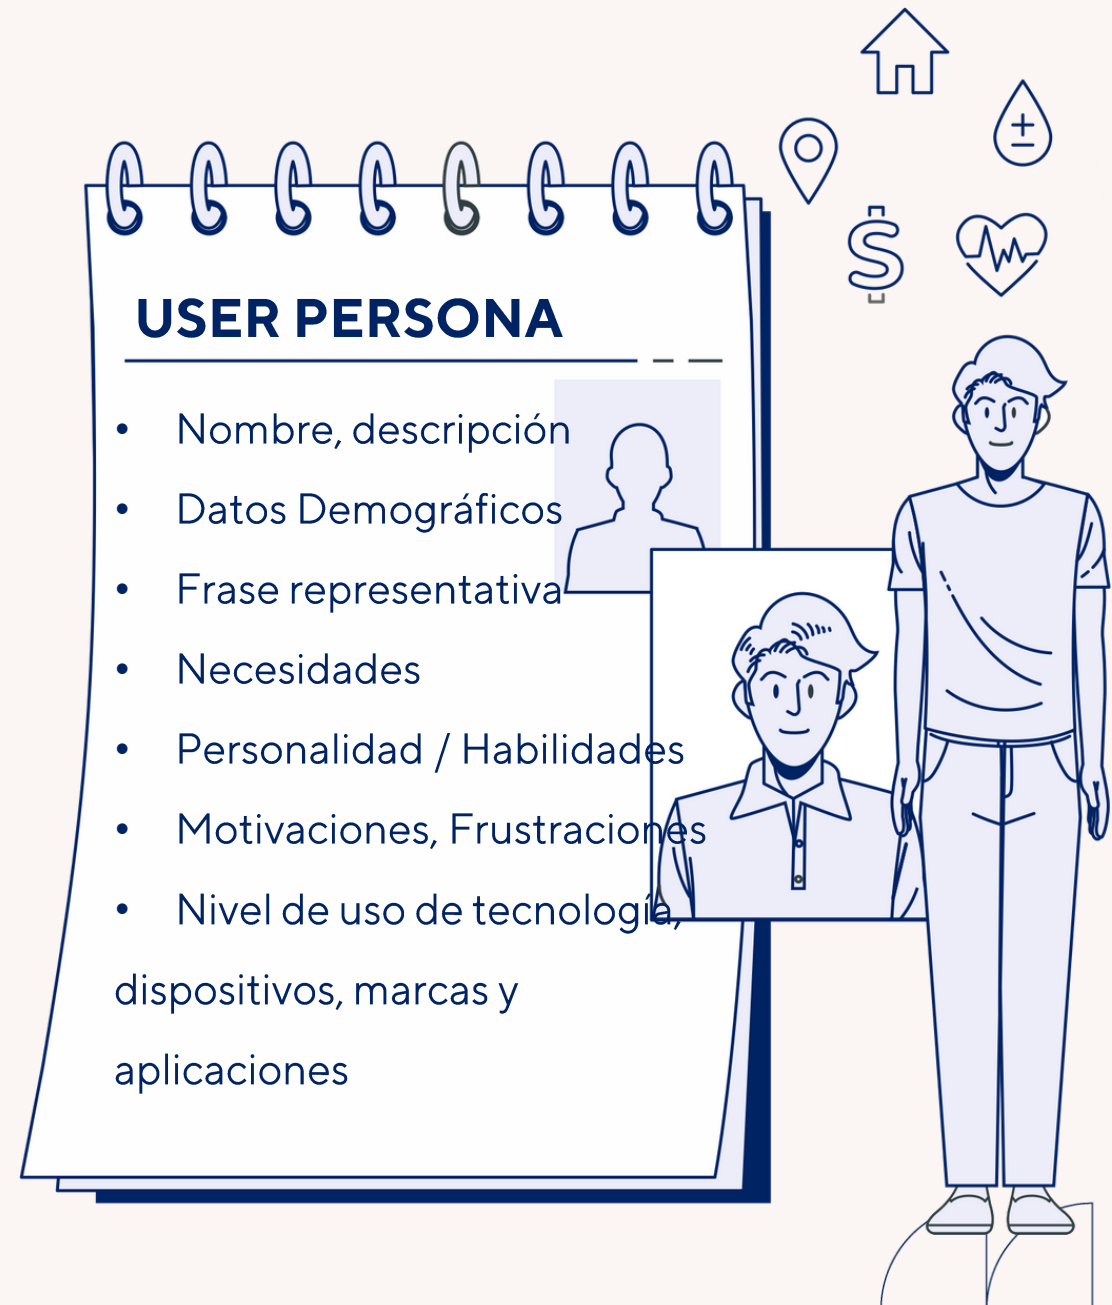 USER PERSONA
• Nombre, descripción
• Datos Demográficos
• Frase representativa
• Necesidades
• Personalidad / Habilidades
• Motivaciones, Frustraciones
• Nivel de uso de tecnología,
dispositivos, marcas y
aplicaciones